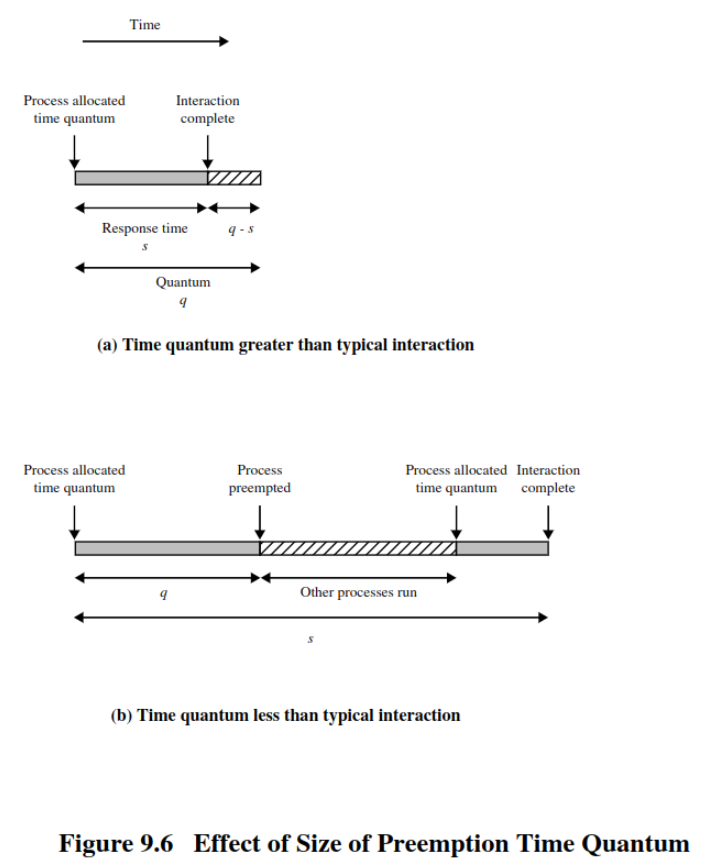 Time
Process allocated
time quantum
Interaction
complete
Response time
s
q - s
Quantum
q
(a) Time quantum greater than typical interaction
Process allocated
time quantum
Process
preempted
Process allocated
time quantum
Interaction
complete
q
Other processes run
s
(b) Time quantum less than typical interaction
Figure 9.6 Effect of Size of Preemption Time Quantum